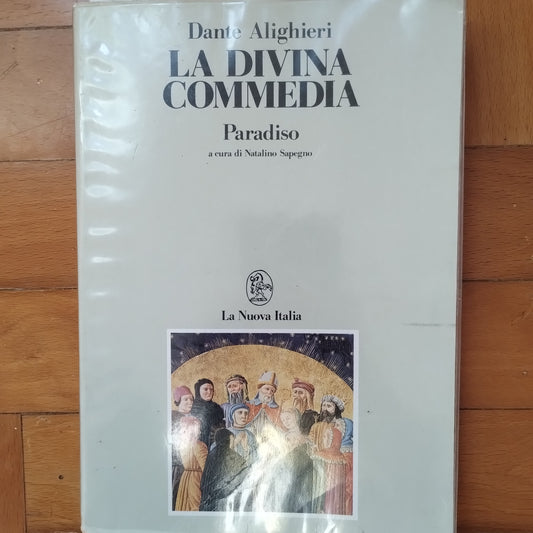 Dante Alighieri
LA DIVINA
COMMEDIA
Paradiso
a cura di Natalino Sapegno
La Nuova Italia